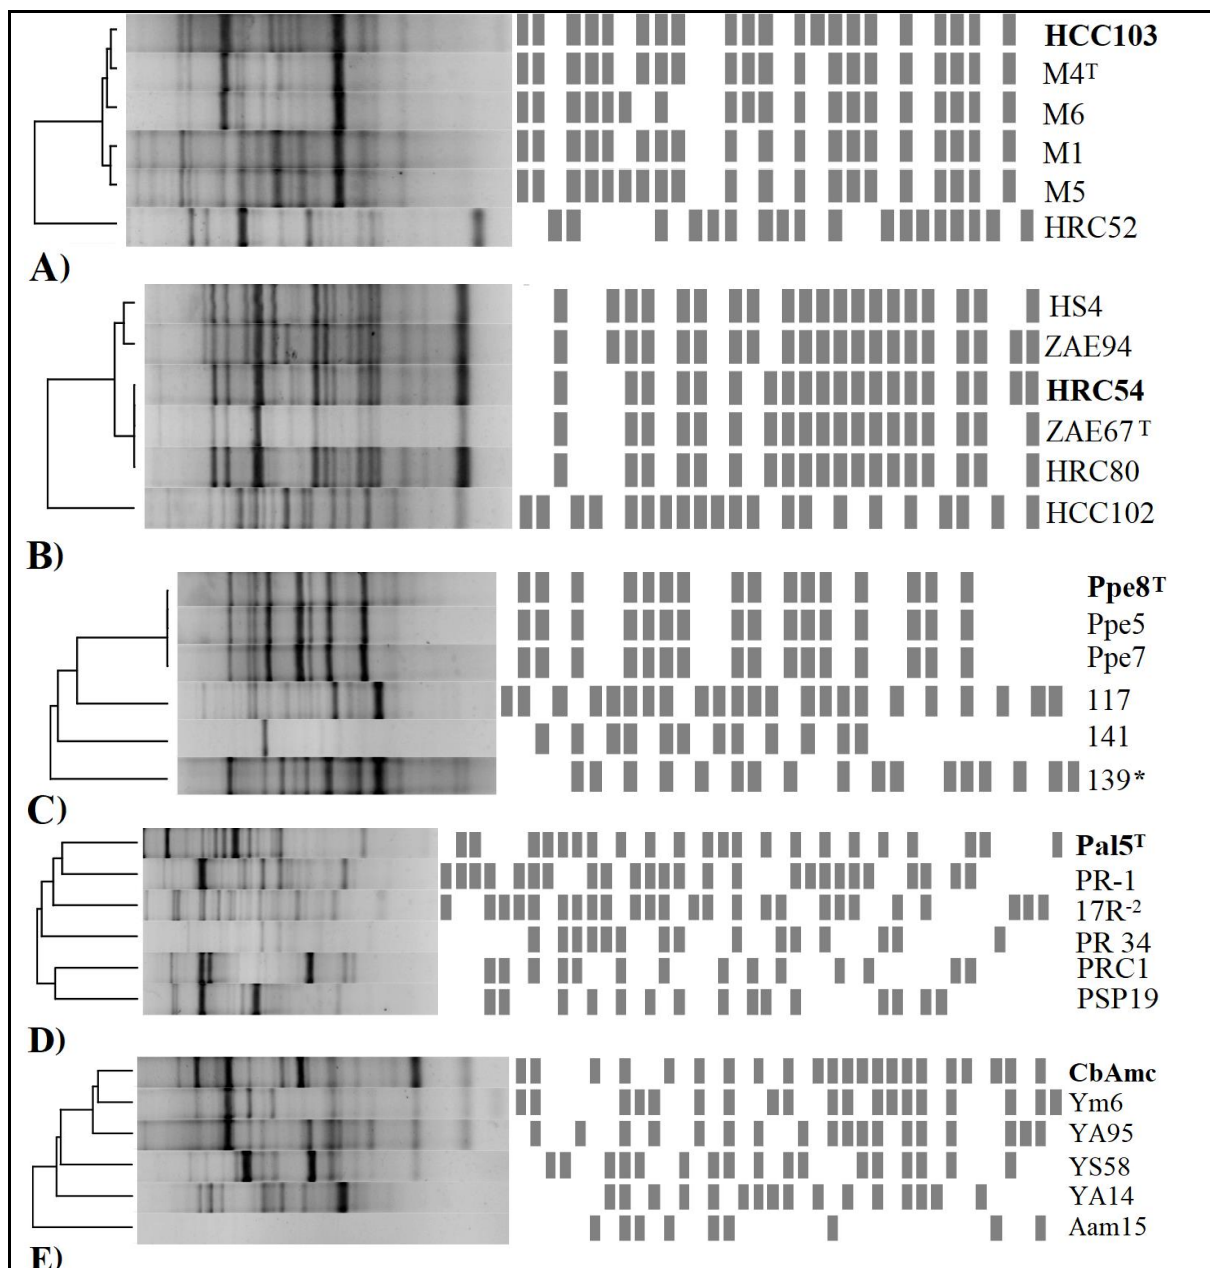 HCC103
M4ᵀ
M6
M1
M5
HRC52
A)
HS4
ZAE94
HRC54
ZAE67ᵀ
HRC80
HCC102
B)
Ppe8ᵀ
Ppe5
Ppe7
117
141
139*
C)
Pal5ᵀ
PR-1
17R⁻²
PR 34
PRC1
PSP19
D)
CbAmc
Ym6
YA95
YS58
YA14
Aam15
E)